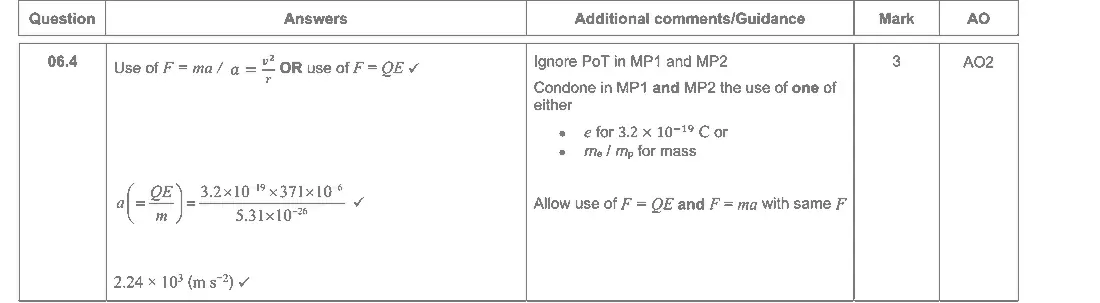 Question Answers Additional comments/Guidance Mark AO
06.4 Use of F = ma / a = v²/r OR use of F = QE ✓ Ignore PoT in MP1 and MP2 3 AO2
Condone in MP1 and MP2 the use of one of
either
• e for 3.2 × 10⁻¹⁹ C or
• mₑ / mₚ for mass
a(= QE/m) = 3.2×10⁻¹⁹×371×10⁻⁶ / 5.31×10⁻²⁶ ✓ Allow use of F = QE and F = ma with same F
2.24 × 10³ (m s⁻²) ✓